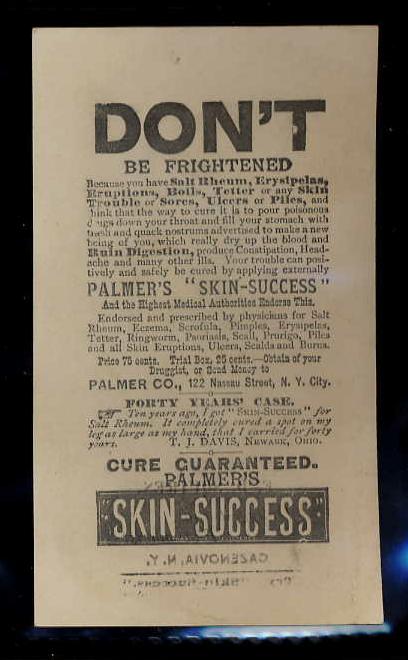 DON'T
BE FRIGHTENED
Because you have Salt Rheum, Erysipelas,
Eruptions, Boils, Tetter or any Skin
Trouble or Sores, Ulcers or Piles, and
hink that the way to cure it is to pour poisonous
d ugs down your throat and fill your stomach with
trash and quack nostrums advertised to make a new
being of you, which really dry up the blood and
Ruin Digestion, produce Constipation, Head-
ache and many other ills. Your trouble can posi-
tively and safely be cured by applying externally
PALMER'S "SKIN-SUCCESS"
And the Highest Medical Authorities Endorse This.
Endorsed and prescribed by physicians for Salt
Rheum, Eczema, Scrofula, Pimples, Erysipelas,
Tetter, Ringworm, Psoriasis, Scall, Prurigo, Piles
and all Skin Eruptions, Ulcers, Scalds and Burns.
Price 75 cents. Trial Box, 25 cents.—Obtain of your
Druggist, or Send Money to
PALMER CO., 122 Nassau Street, N. Y. City.
FORTY YEARS' CASE.
☞ Ten years ago, I got "Skin-Success" for
Salt Rheum. It completely cured a spot on my
leg as large as my hand, that I carried for forty
years. T. J. DAVIS, Newark, Ohio.
CURE GUARANTEED.
PALMER'S
"SKIN-SUCCESS"
CAZENOVIA, N.Y.
Try "Skin-Success."